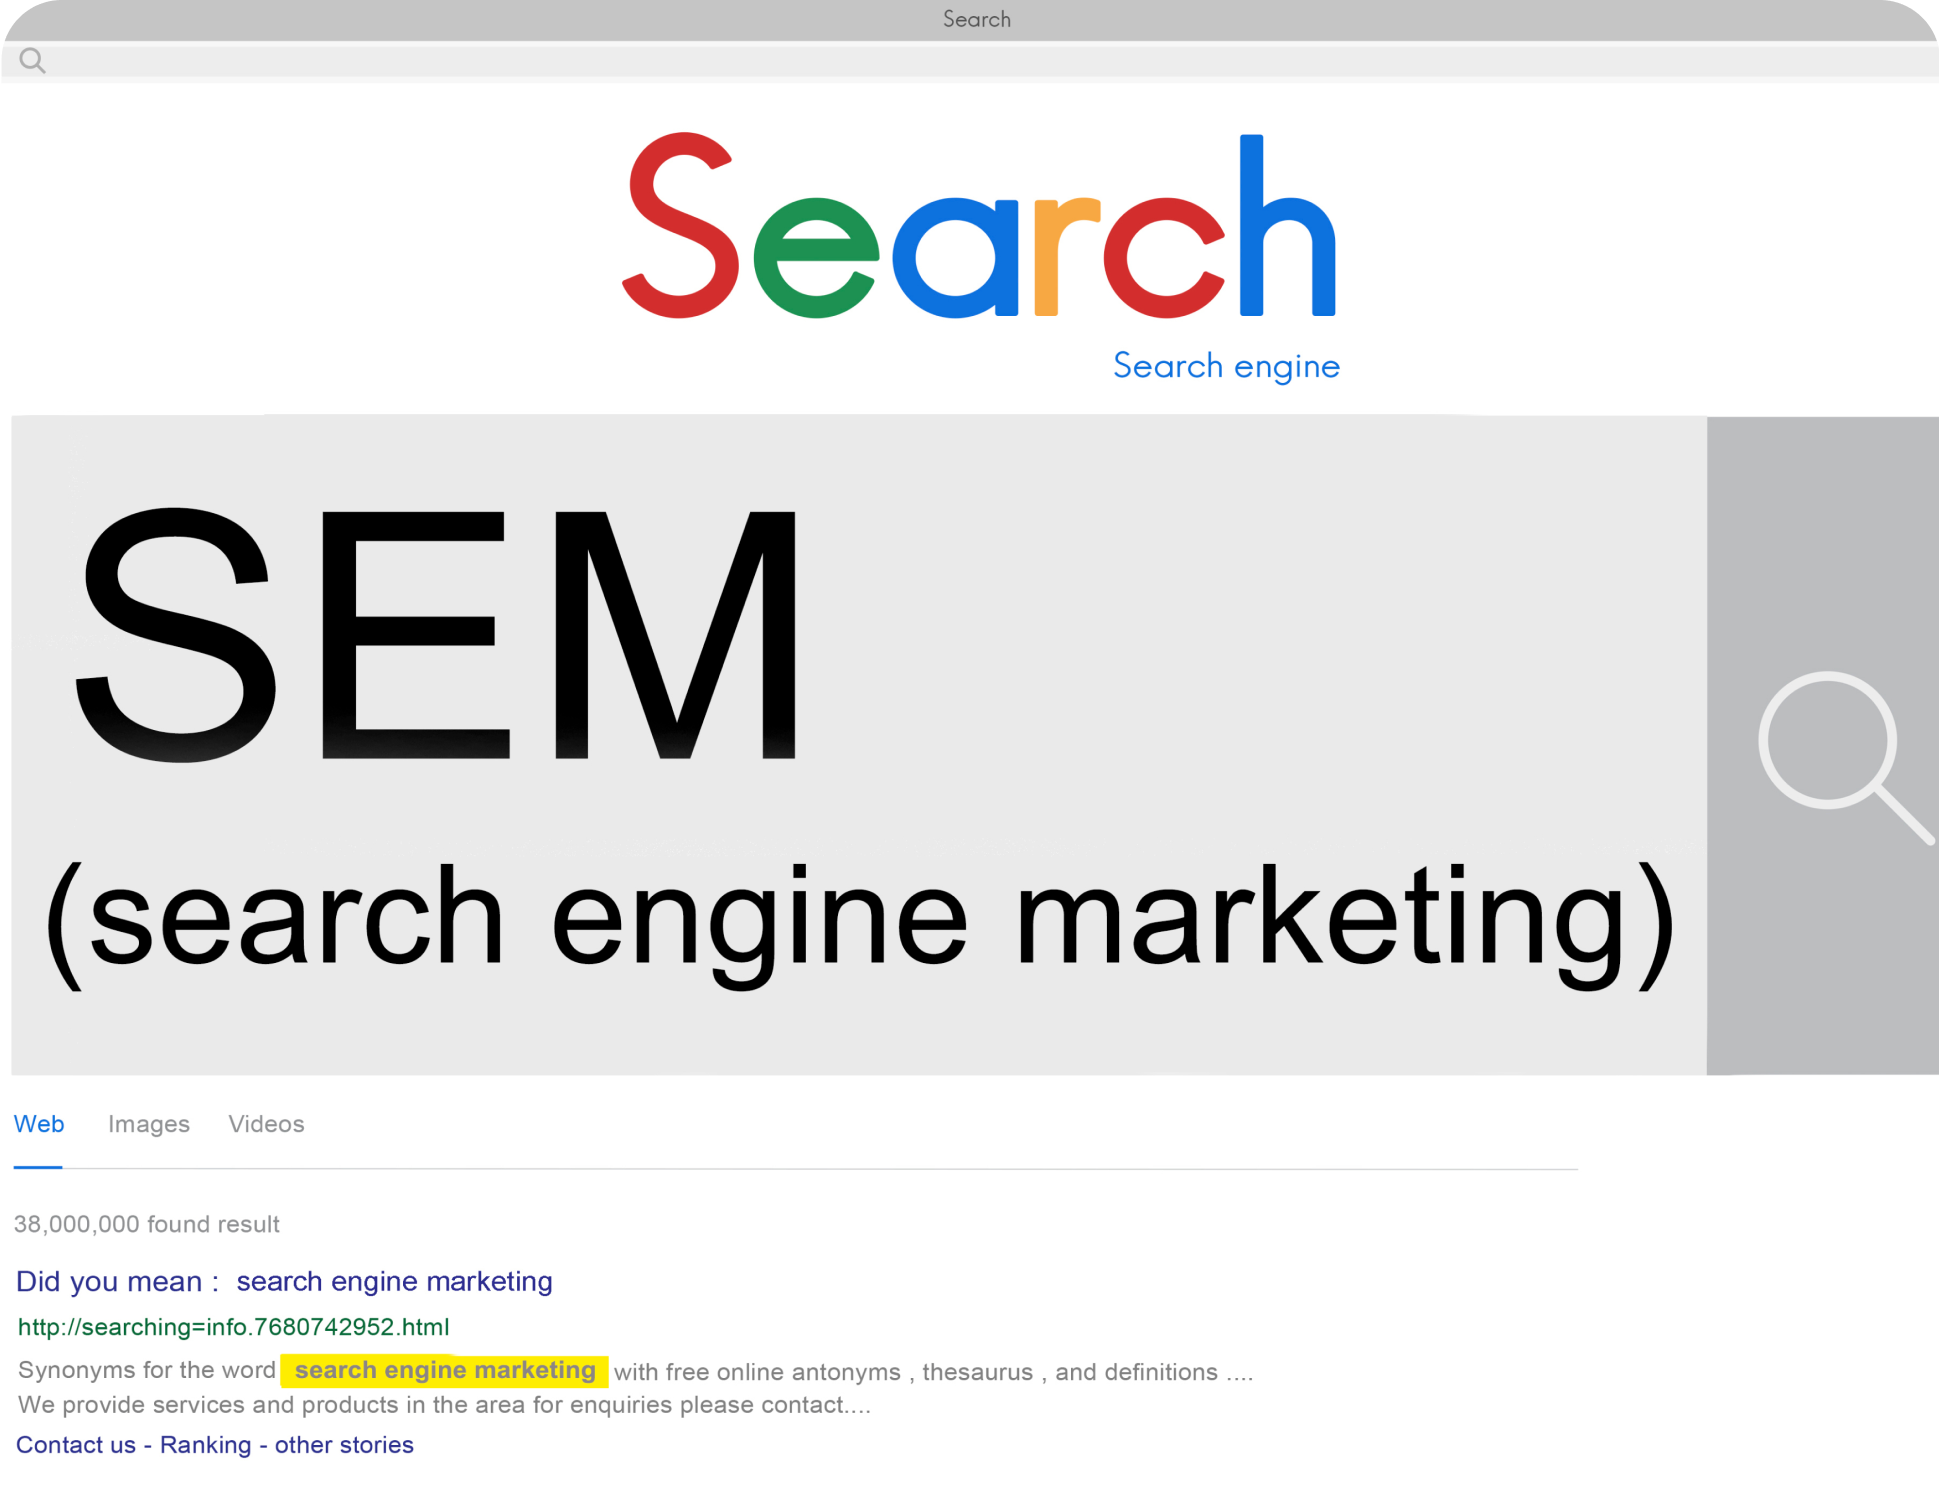 Search
Search
Search engine
SEM
(search engine marketing)
Web Images Videos
38,000,000 found result
Did you mean : search engine marketing
http://searching=info.7680742952.html
Synonyms for the word search engine marketing with free online antonyms , thesaurus , and definitions ....
We provide services and products in the area for enquiries please contact....
Contact us - Ranking - other stories